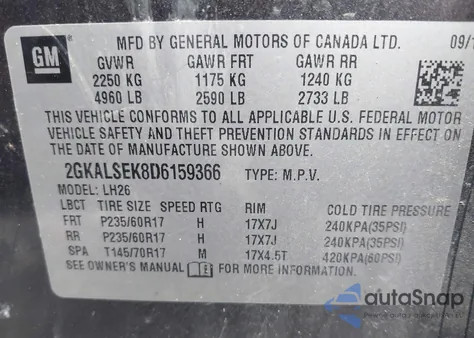 GM
MFD BY GENERAL MOTORS OF CANADA LTD. 09/1
GVWR GAWR FRT GAWR RR
2250 KG 1175 KG 1240 KG
4960 LB 2590 LB 2733 LB
THIS VEHICLE CONFORMS TO ALL APPLICABLE U.S. FEDERAL MOTOR
VEHICLE SAFETY AND THEFT PREVENTION STANDARDS IN EFFECT ON
THE DATE OF MANUFACTURE SHOWN ABOVE.
2GKALSEK8D6159366 TYPE: M.P.V.
MODEL: LH26
LBCT TIRE SIZE SPEED RTG RIM COLD TIRE PRESSURE
FRT P235/60R17 H 17X7J 240KPA(35PSI)
RR P235/60R17 H 17X7J 240KPA(35PSI)
SPA T145/70R17 M 17X4.5T 420KPA(60PSI)
SEE OWNER'S MANUAL
autoSnap